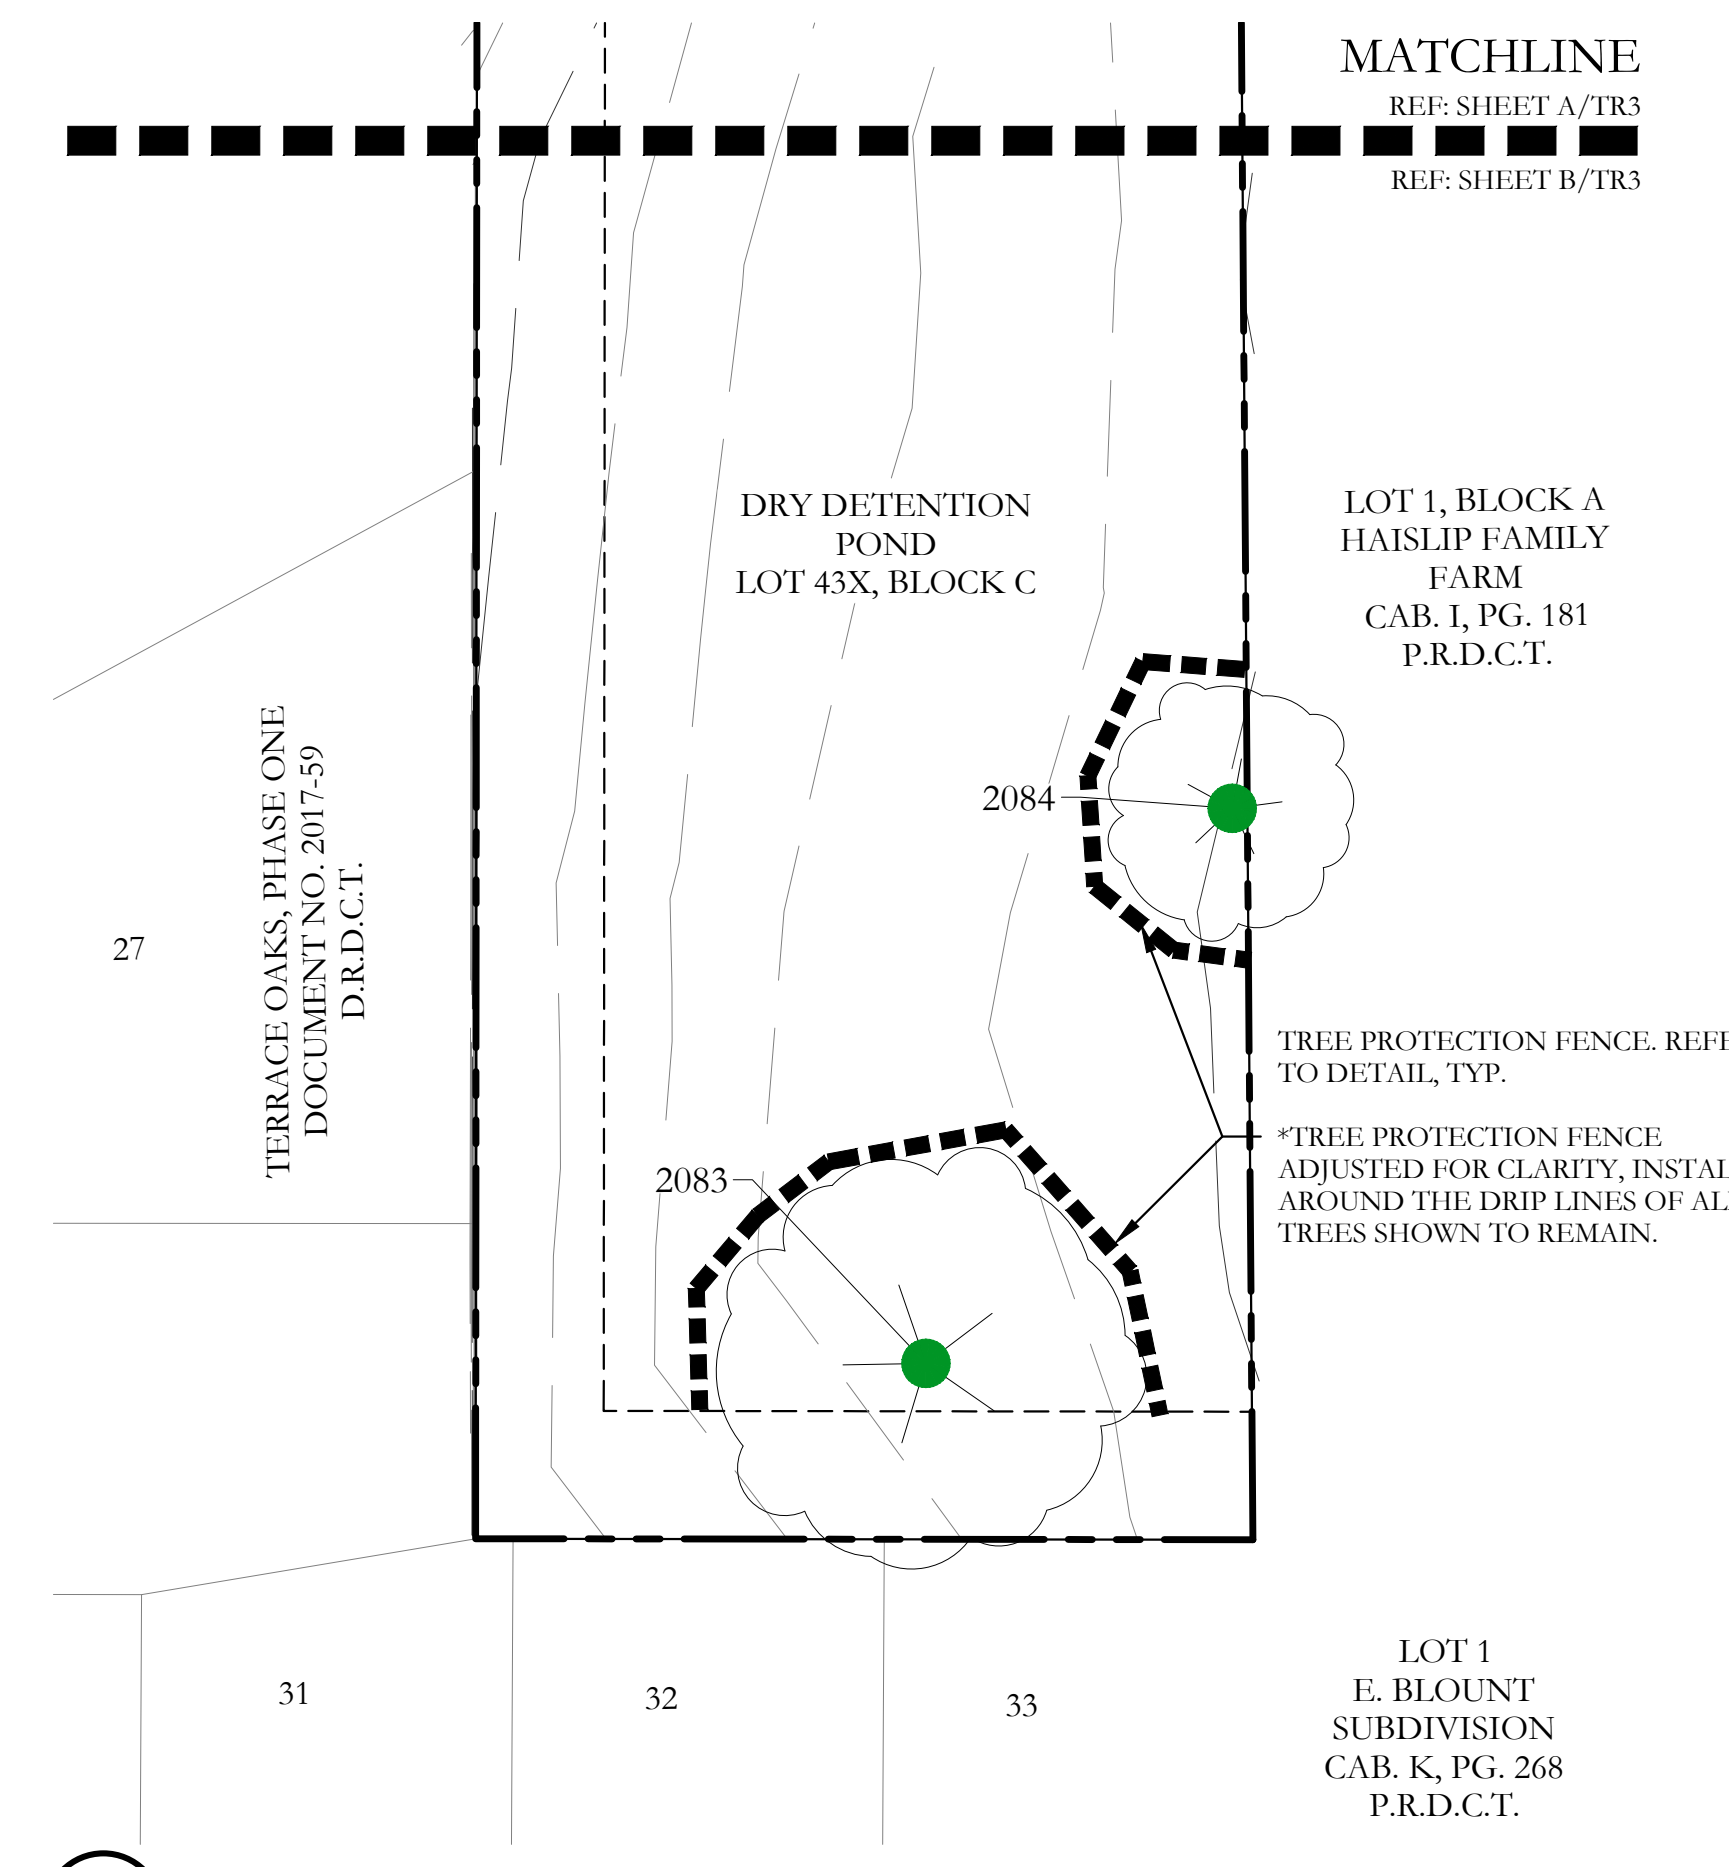 MATCHLINE
REF: SHEET A/TR3
REF: SHEET B/TR3
DRY DETENTION
POND
LOT 43X, BLOCK C
LOT 1, BLOCK A
HAISLIP FAMILY
FARM
CAB. I, PG. 181
P.R.D.C.T.
TERRACE OAKS, PHASE ONE
DOCUMENT NO. 2017-59
D.R.D.C.T.
27
2084
TREE PROTECTION FENCE. REFE
TO DETAIL, TYP.
*TREE PROTECTION FENCE
ADJUSTED FOR CLARITY, INSTAL
AROUND THE DRIP LINES OF AL
TREES SHOWN TO REMAIN.
2083
31
32
33
LOT 1
E. BLOUNT
SUBDIVISION
CAB. K, PG. 268
P.R.D.C.T.